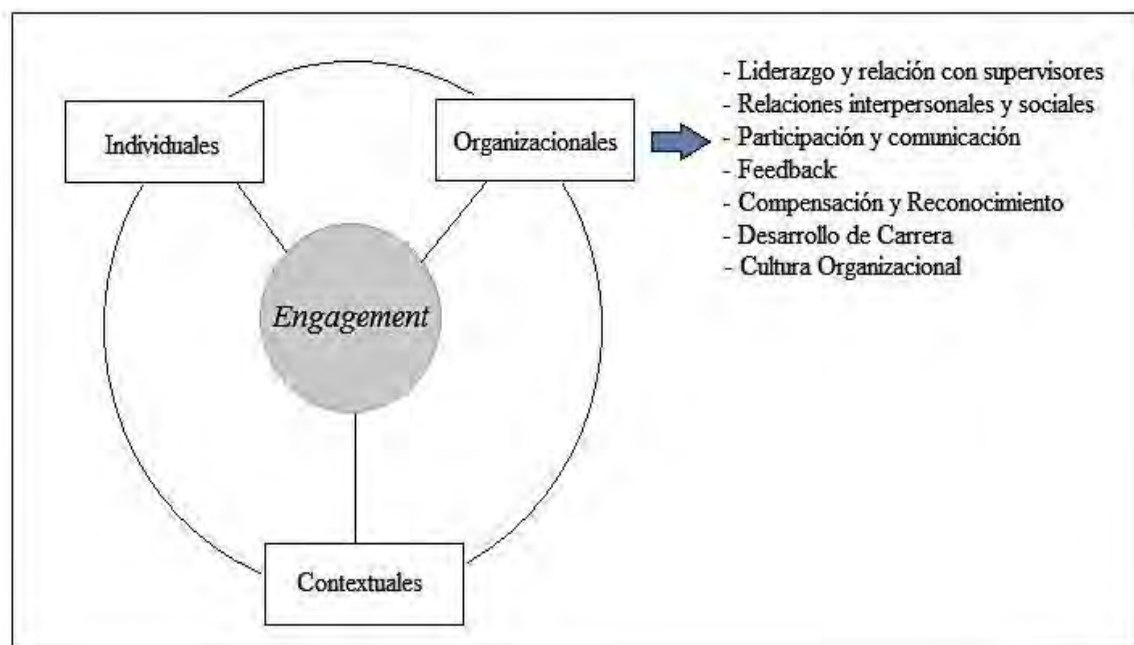 Individuales
Organizacionales
- Liderazgo y relación con supervisores
- Relaciones interpersonales y sociales
- Participación y comunicación
- Feedback
- Compensación y Reconocimiento
- Desarrollo de Carrera
- Cultura Organizacional
Engagement
Contextuales